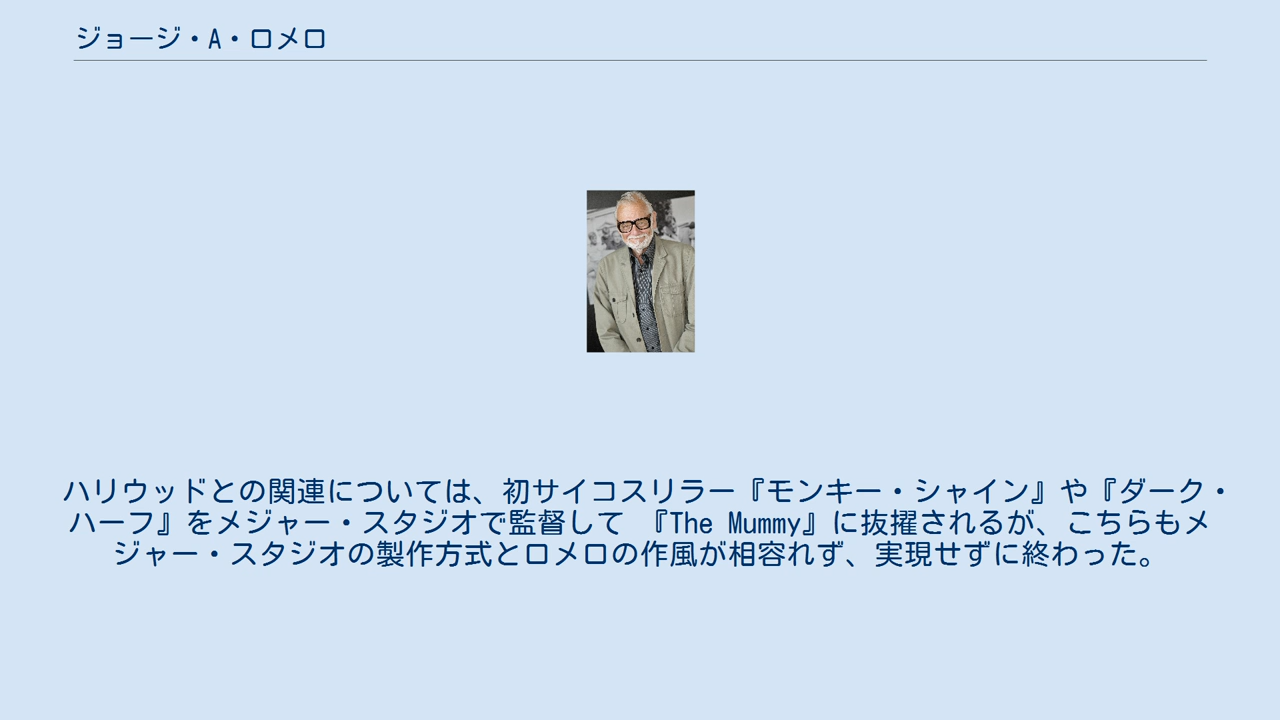 ジョージ・A・ロメロ
ハリウッドとの関連については、初サイコスリラー『モンキー・シャイン』や『ダーク・
ハーフ』をメジャー・スタジオで監督して 『The Mummy』に抜擢されるが、こちらもメ
ジャー・スタジオの製作方式とロメロの作風が相容れず、実現せずに終わった。